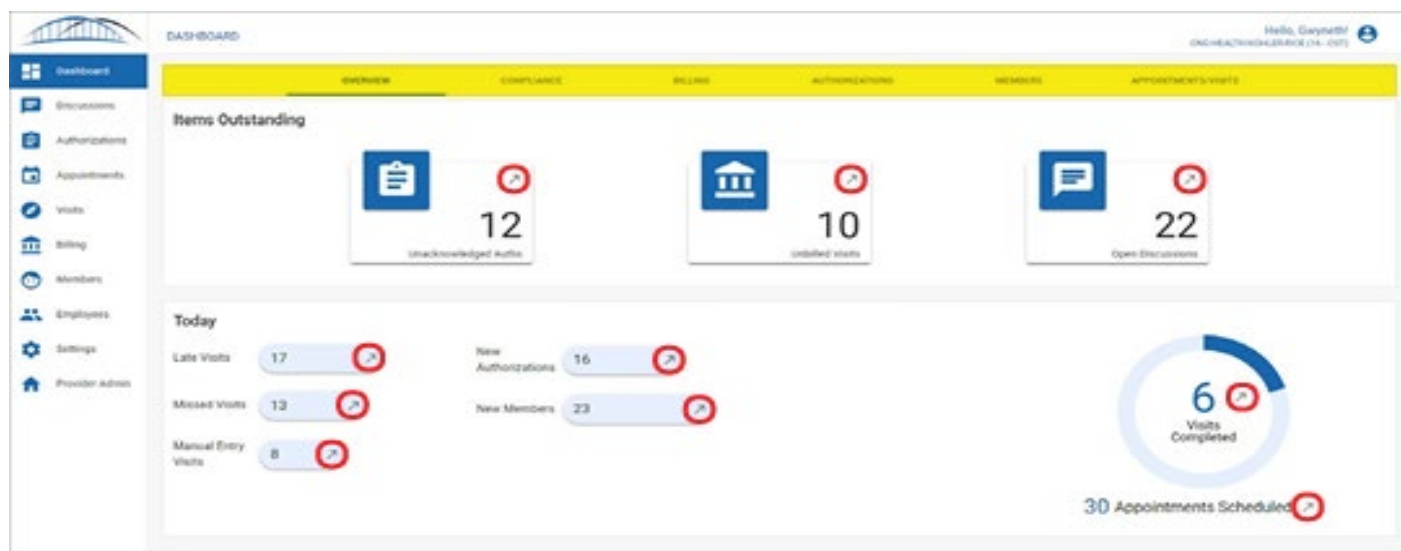 DASHBOARD
Hello, Gwyneth!
Dashboard
Discussions
Authorizations
Appointments
Visits
Billing
Members
Employees
Settings
Provider Admin
OVERVIEW
COMPLIANCE
BILLING
AUTHORIZATIONS
MEMBERS
APPOINTMENTS/VISITS
Items Outstanding
12
Unacknowledged Auths
10
Unbilled Visits
22
Open Discussions
Today
Late Visits
17
Missed Visits
13
Manual Entry
Visits
8
New
Authorizations
16
New Members
23
6
Visits
Completed
30 Appointments Scheduled